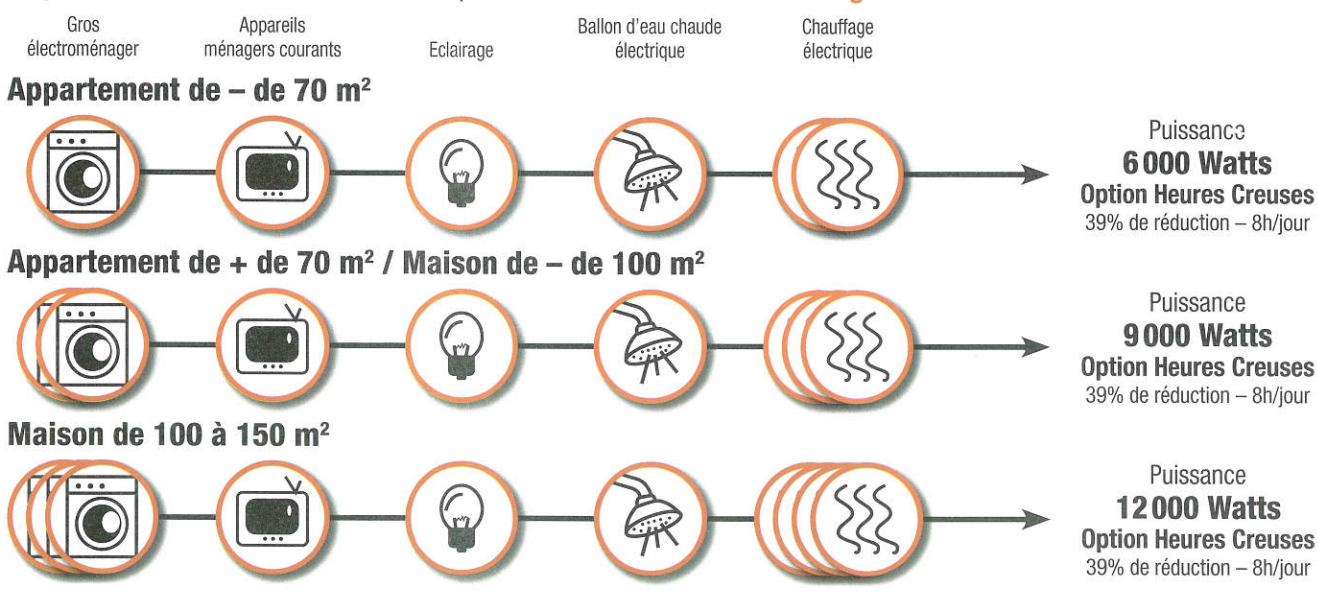 Gros
électroménager
Appareils
ménagers courants
Eclairage
Ballon d'eau chaude
électrique
Chauffage
électrique
Appartement de – de 70 m²
Puissance
6 000 Watts
Option Heures Creuses
39% de réduction – 8h/jour
Appartement de + de 70 m² / Maison de – de 100 m²
Puissance
9 000 Watts
Option Heures Creuses
39% de réduction – 8h/jour
Maison de 100 à 150 m²
Puissance
12 000 Watts
Option Heures Creuses
39% de réduction – 8h/jour